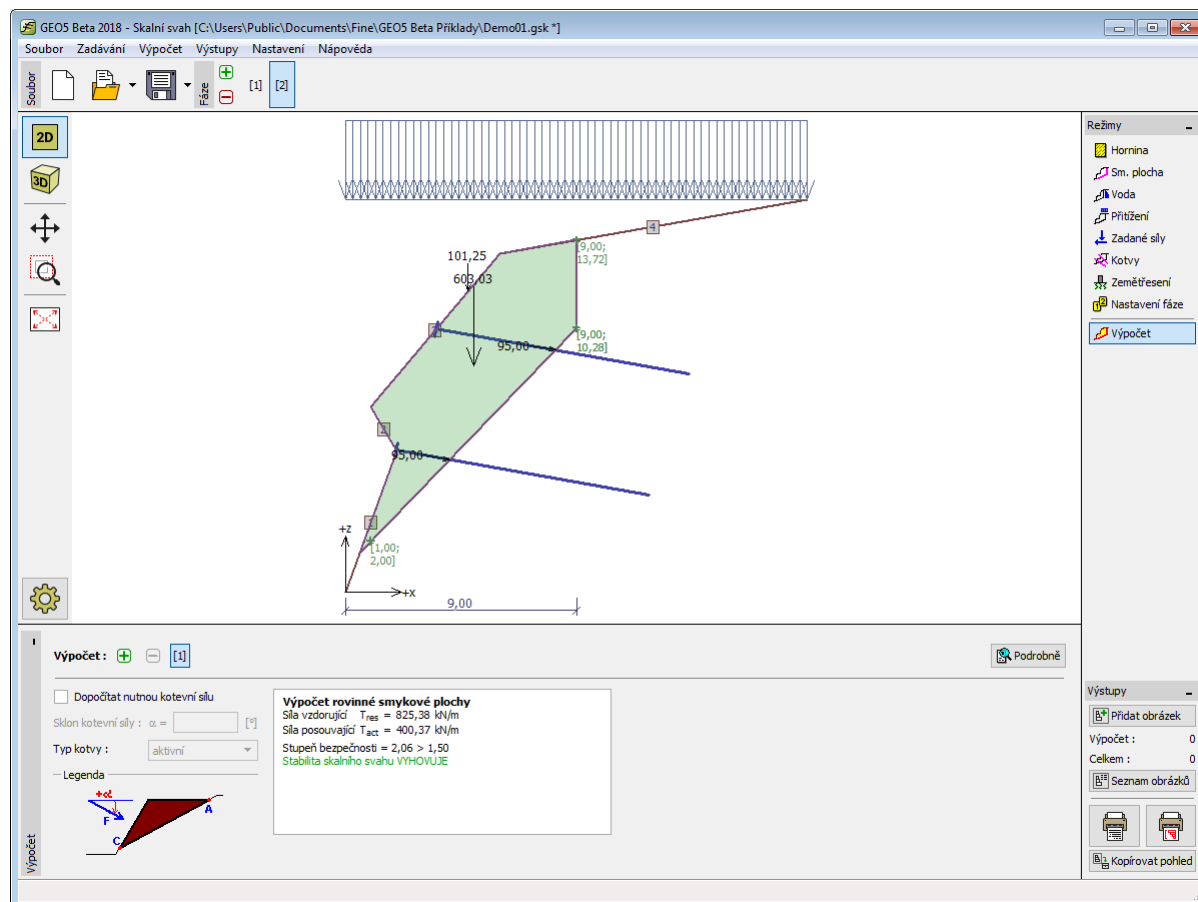 GEO5 Beta 2018 - Skalní svah [C:\Users\Public\Documents\Fine\GEO5 Beta Příklady\Demo01.gsk *]
Soubor Zadávání Výpočet Výstupy Nastavení Nápověda
Soubor
Fáze
[1] [2]
2D
3D
101,25
603,03
95,00
95,00
4
[9,00;
13,72]
[9,00;
10,28]
2
[1,00;
2,00]
+z
+x
9,00
Režimy
Hornina
Sm. plocha
Voda
Přitížení
Zadané síly
Kotvy
Zemětřesení
Nastavení fáze
Výpočet
Výpočet : [1]
Podrobně
Dopočítat nutnou kotevní sílu
Sklon kotevní síly : α = [°]
Typ kotvy : aktivní
Legenda
+α
F
A
C
Výpočet rovinné smykové plochy
Síla vzdorující Tres = 825,38 kN/m
Síla posouvající Tact = 400,37 kN/m
Stupeň bezpečnosti = 2,06 > 1,50
Stabilita skalního svahu VYHOVUJE
Výpočet
Výstupy
Přidat obrázek
Výpočet : 0
Celkem : 0
Seznam obrázků
Kopírovat pohled